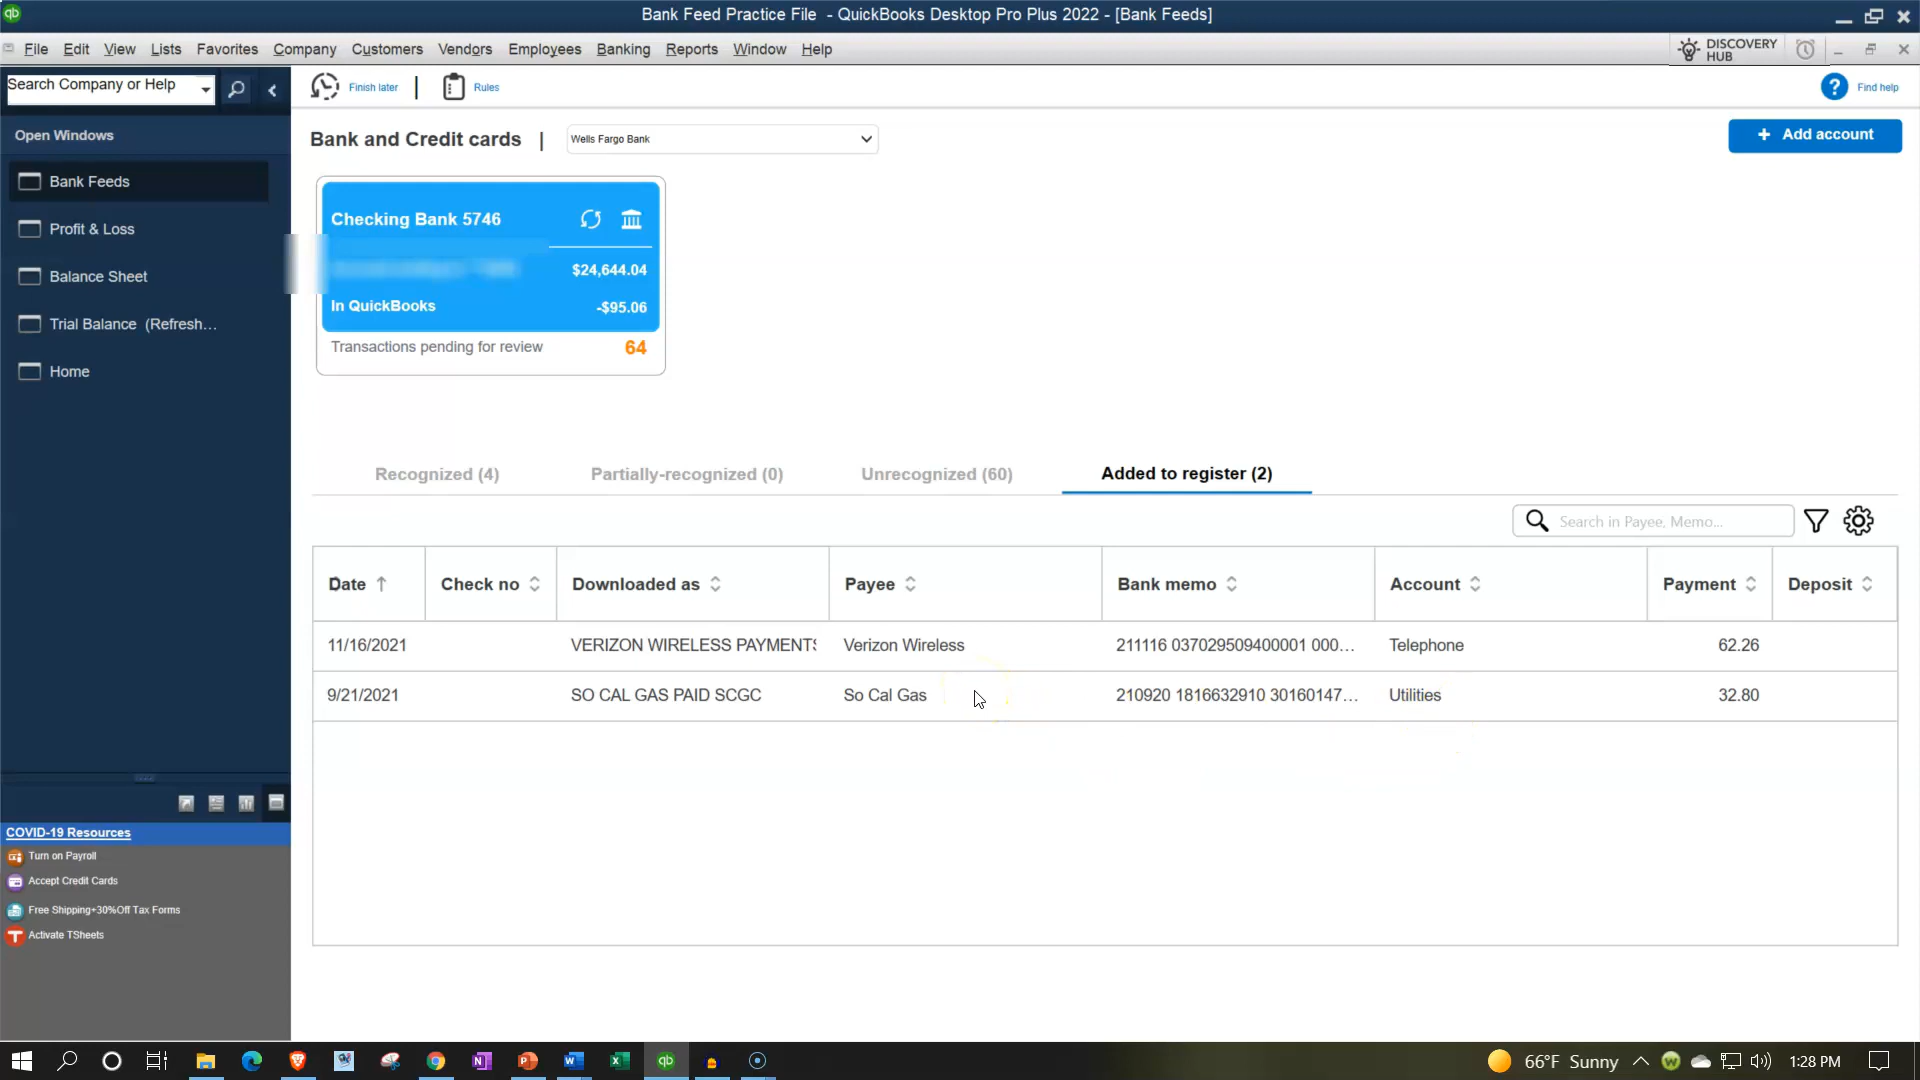 qb
Bank Feed Practice File - QuickBooks Desktop Pro Plus 2022 - [Bank Feeds]
File Edit View Lists Favorites Company Customers Vendors Employees Banking Reports Window Help
DISCOVERY HUB
Search Company or Help
Finish later | Rules
? Find help
Open Windows
Bank Feeds
Profit & Loss
Balance Sheet
Trial Balance (Refresh...
Home
Bank and Credit cards | Wells Fargo Bank
+ Add account
Checking Bank 5746
$24,644.04
In QuickBooks -$95.06
Transactions pending for review 64
Recognized (4) Partially-recognized (0) Unrecognized (60) Added to register (2)
Search in Payee, Memo...
Date Check no Downloaded as Payee Bank memo Account Payment Deposit
11/16/2021 VERIZON WIRELESS PAYMENTS Verizon Wireless 211116 037029509400001 000... Telephone 62.26
9/21/2021 SO CAL GAS PAID SCGC So Cal Gas 210920 1816632910 30160147... Utilities 32.80
COVID-19 Resources
Turn on Payroll
Accept Credit Cards
Free Shipping+30%Off Tax Forms
Activate TSheets
66°F Sunny 1:28 PM